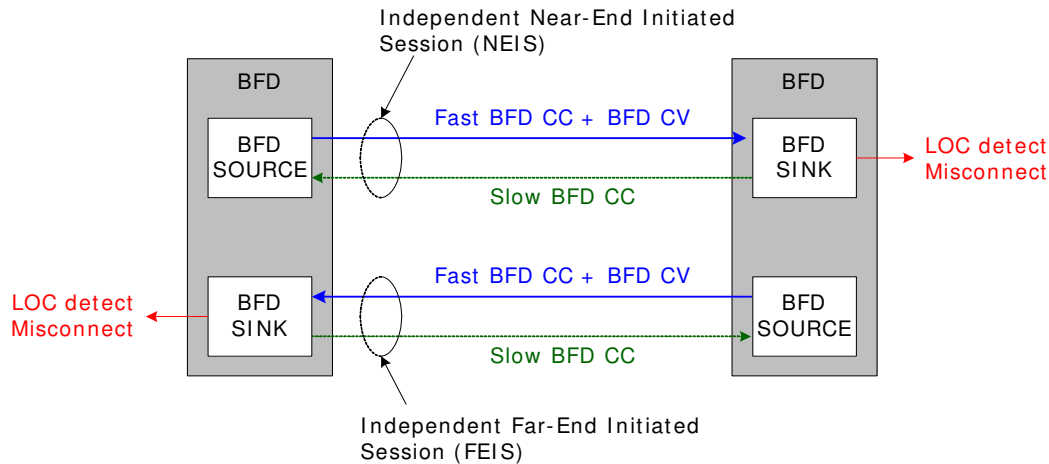 Independent Near-End Initiated
Session (NEIS)
BFD
BFD
Fast BFD CC + BFD CV
BFD
SOURCE
BFD
SINK
LOC detect
Misconnect
Slow BFD CC
Fast BFD CC + BFD CV
LOC detect
Misconnect
BFD
SINK
BFD
SOURCE
Slow BFD CC
Independent Far-End Initiated
Session (FEIS)